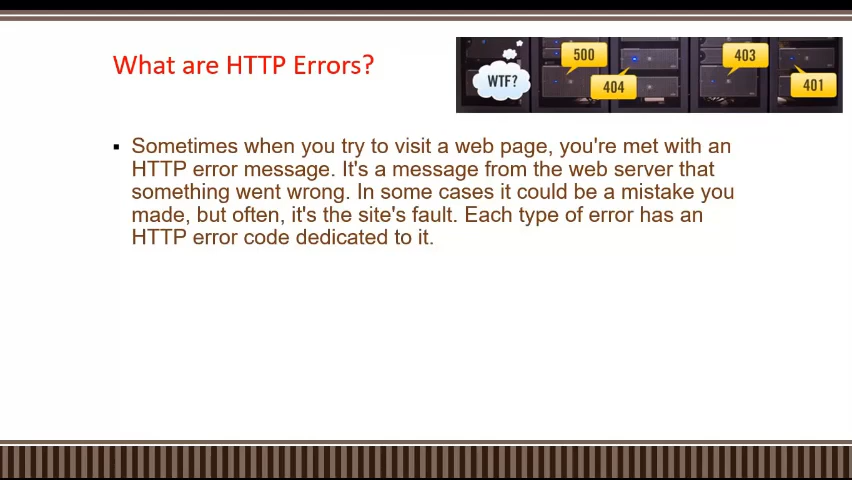 What are HTTP Errors?
WTF?
500
404
403
401
Sometimes when you try to visit a web page, you're met with an
HTTP error message. It's a message from the web server that
something went wrong. In some cases it could be a mistake you
made, but often, it's the site's fault. Each type of error has an
HTTP error code dedicated to it.